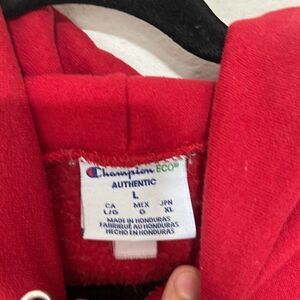 Champion ECO®
AUTHENTIC
L
CA MEX JPN
L/G G XL
MADE IN HONDURAS
FABRIQUÉ AU HONDURAS
HECHO EN HONDURAS